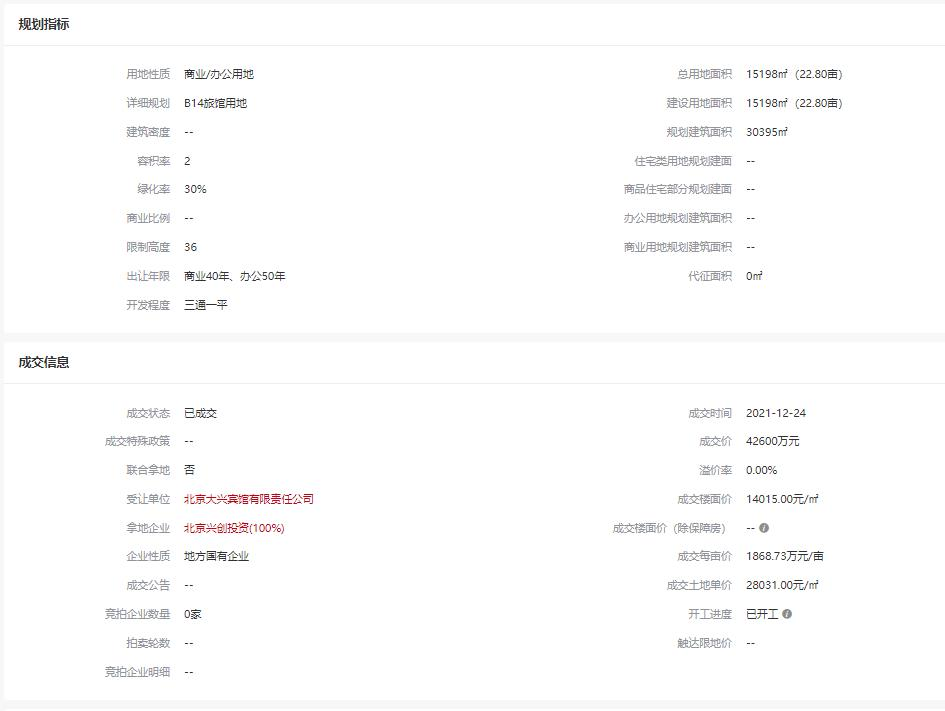 规划指标
用地性质 商业/办公用地 总用地面积 15198㎡（22.80亩）
详细规划 B14旅馆用地 建设用地面积 15198㎡（22.80亩）
建筑密度 -- 规划建筑面积 30395㎡
容积率 2 住宅类用地规划建面 --
绿化率 30% 商品住宅部分规划建面 --
商业比例 -- 办公用地规划建筑面积 --
限制高度 36 商业用地规划建筑面积 --
出让年限 商业40年、办公50年 代征面积 0㎡
开发程度 三通一平
成交信息
成交状态 已成交 成交时间 2021-12-24
成交特殊政策 -- 成交价 42600万元
联合拿地 否 溢价率 0.00%
受让单位 北京大兴宾馆有限责任公司 成交楼面价 14015.00元/㎡
拿地企业 北京兴创投资(100%) 成交楼面价（除保障房） --
企业性质 地方国有企业 成交每亩价 1868.73万元/亩
成交公告 -- 成交土地单价 28031.00元/㎡
竞拍企业数量 0家 开工进度 已开工
拍卖轮数 -- 触达限地价 --
竞拍企业明细 --